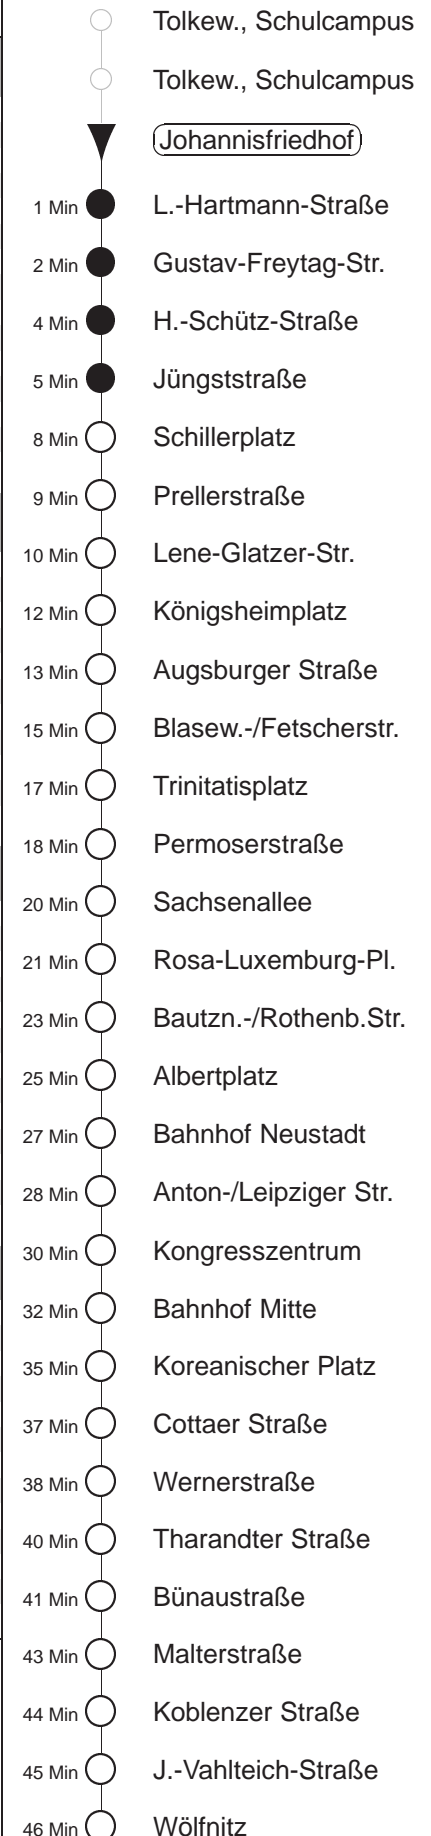 Tolkew., Schulcampus
Tolkew., Schulcampus
Johannisfriedhof
1 Min L.-Hartmann-Straße
2 Min Gustav-Freytag-Str.
4 Min H.-Schütz-Straße
5 Min Jüngststraße
8 Min Schillerplatz
9 Min Prellerstraße
10 Min Lene-Glatzer-Str.
12 Min Königsheimplatz
13 Min Augsburger Straße
15 Min Blasew.-/Fetscherstr.
17 Min Trinitatisplatz
18 Min Permoserstraße
20 Min Sachsenallee
21 Min Rosa-Luxemburg-Pl.
23 Min Bautzn.-/Rothenb.Str.
25 Min Albertplatz
27 Min Bahnhof Neustadt
28 Min Anton-/Leipziger Str.
30 Min Kongresszentrum
32 Min Bahnhof Mitte
35 Min Koreanischer Platz
37 Min Cottaer Straße
38 Min Wernerstraße
40 Min Tharandter Straße
41 Min Bünaustraße
43 Min Malterstraße
44 Min Koblenzer Straße
45 Min J.-Vahlteich-Straße
46 Min Wölfnitz